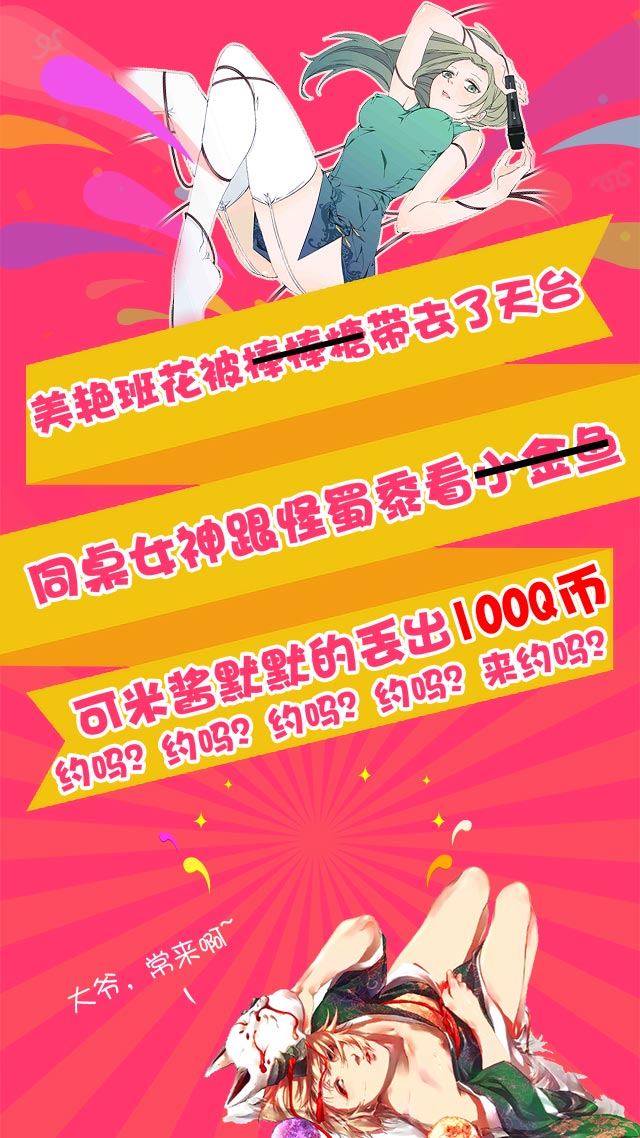 美艳班花被棒棒糖带去了天台
同桌女神跟怪蜀黍看小金鱼
可米酱默默的丢出100Q币
约吗? 约吗? 约吗? 约吗? 来约吗?
大爷，常来啊~